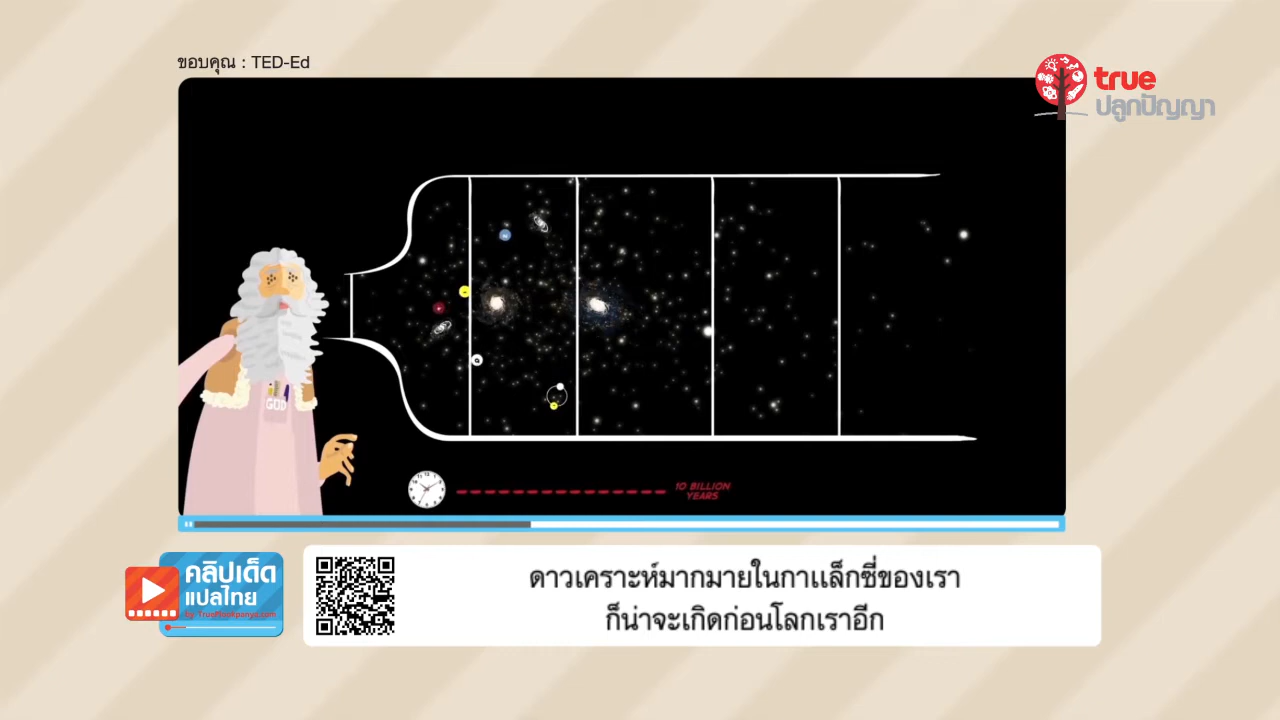 ขอบคุณ : TED-Ed
true
ปลูกปัญญา
GOD
10 BILLION
YEARS
คลิปเด็ด
แปลไทย
by TruePlookpanya.com
ดาวเคราะห์มากมายในกาแล็กซี่ของเรา
ก็น่าจะเกิดก่อนโลกเราอีก